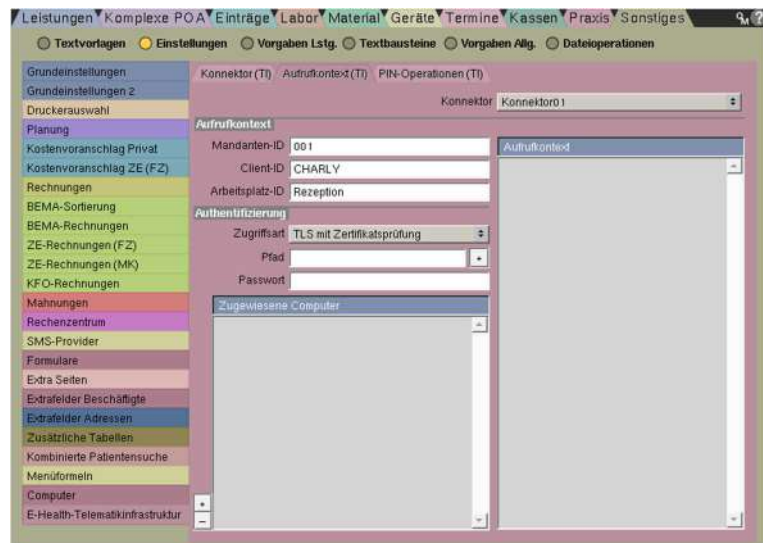 Leistungen Komplexe POA Einträge Labor Material Geräte Termine Kassen Praxis Sonstiges
Textvorlagen Einstellungen Vorgaben Lstg. Textbausteine Vorgaben Allg. Dateioperationen
Grundeinstellungen
Grundeinstellungen 2
Druckerauswahl
Planung
Kostenvoranschlag Privat
Kostenvoranschlag ZE (FZ)
Rechnungen
BEMA-Sortierung
BEMA-Rechnungen
ZE-Rechnungen (FZ)
ZE-Rechnungen (MK)
KFO-Rechnungen
Mahnungen
Rechenzentrum
SMS-Provider
Formulare
Extra Seiten
Extrafelder Beschäftigte
Extrafelder Adressen
Zusätzliche Tabellen
Kombinierte Patientensuche
Menüformeln
Computer
E-Health-Telematikinfrastruktur
Konnektor (TI) Aufrufkontext (TI) PIN-Operationen (TI)
Konnektor Konnektor01
Aufrufkontext
Mandanten-ID 001
Client-ID CHARLY
Arbeitsplatz-ID Rezeption
Authentifizierung
Zugriffsart TLS mit Zertifikatsprüfung
Pfad
Passwort
Zugewiesene Computer
Aufrufkontext